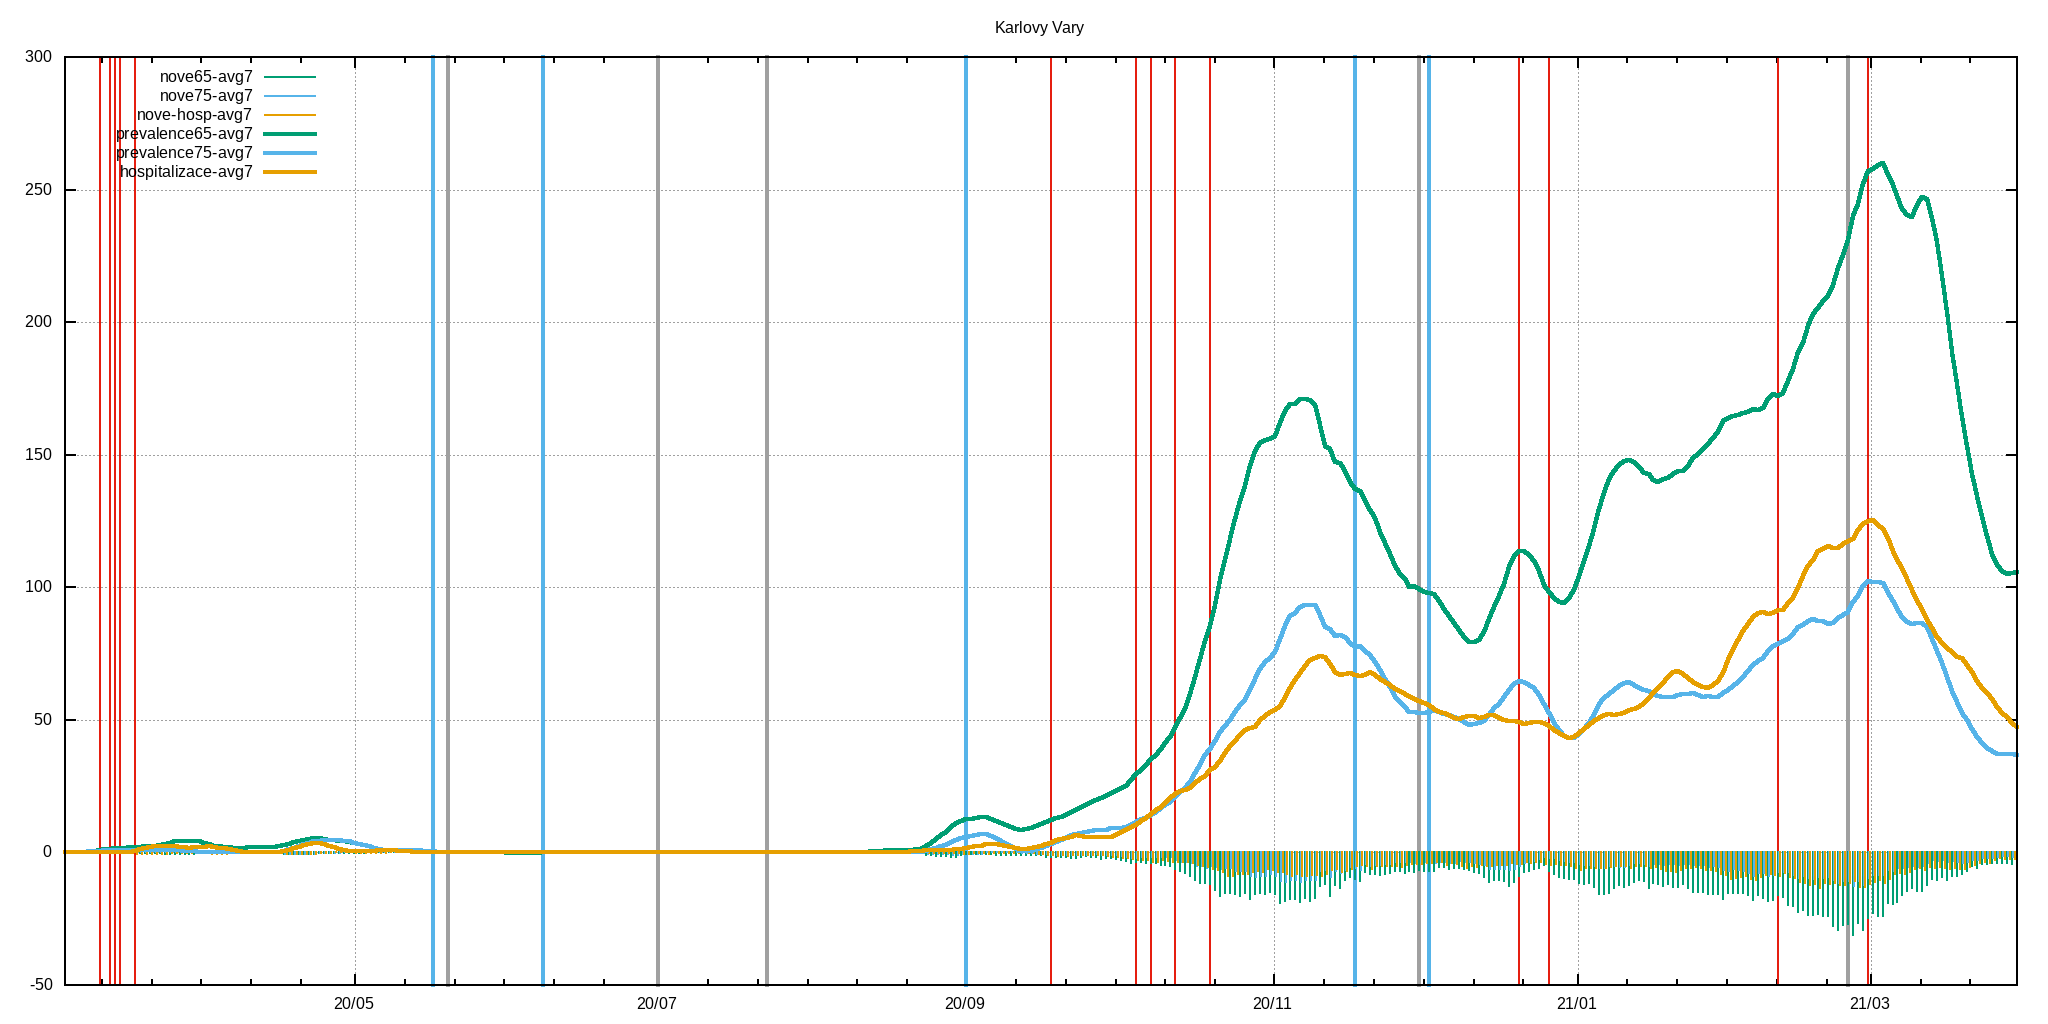 Karlovy Vary
300
250
200
150
100
50
0
-50
nove65-avg7
nove75-avg7
nove-hosp-avg7
prevalence65-avg7
prevalence75-avg7
hospitalizace-avg7
20/05
20/07
20/09
20/11
21/01
21/03